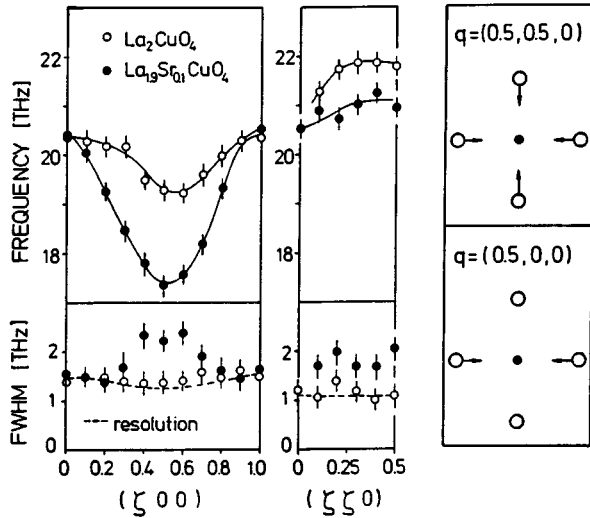 ○ La₂CuO₄
● La₁.₉Sr₀.₁CuO₄
FREQUENCY [THz]
22
20
18
22
20
18
FWHM [THz]
2
1
0
--- resolution
2
1
0
0 0.2 0.4 0.6 0.8 1.0
(ζ 0 0)
0 0.25 0.5
(ζ ζ 0)
q=(0.5,0.5,0)
q=(0.5,0,0)